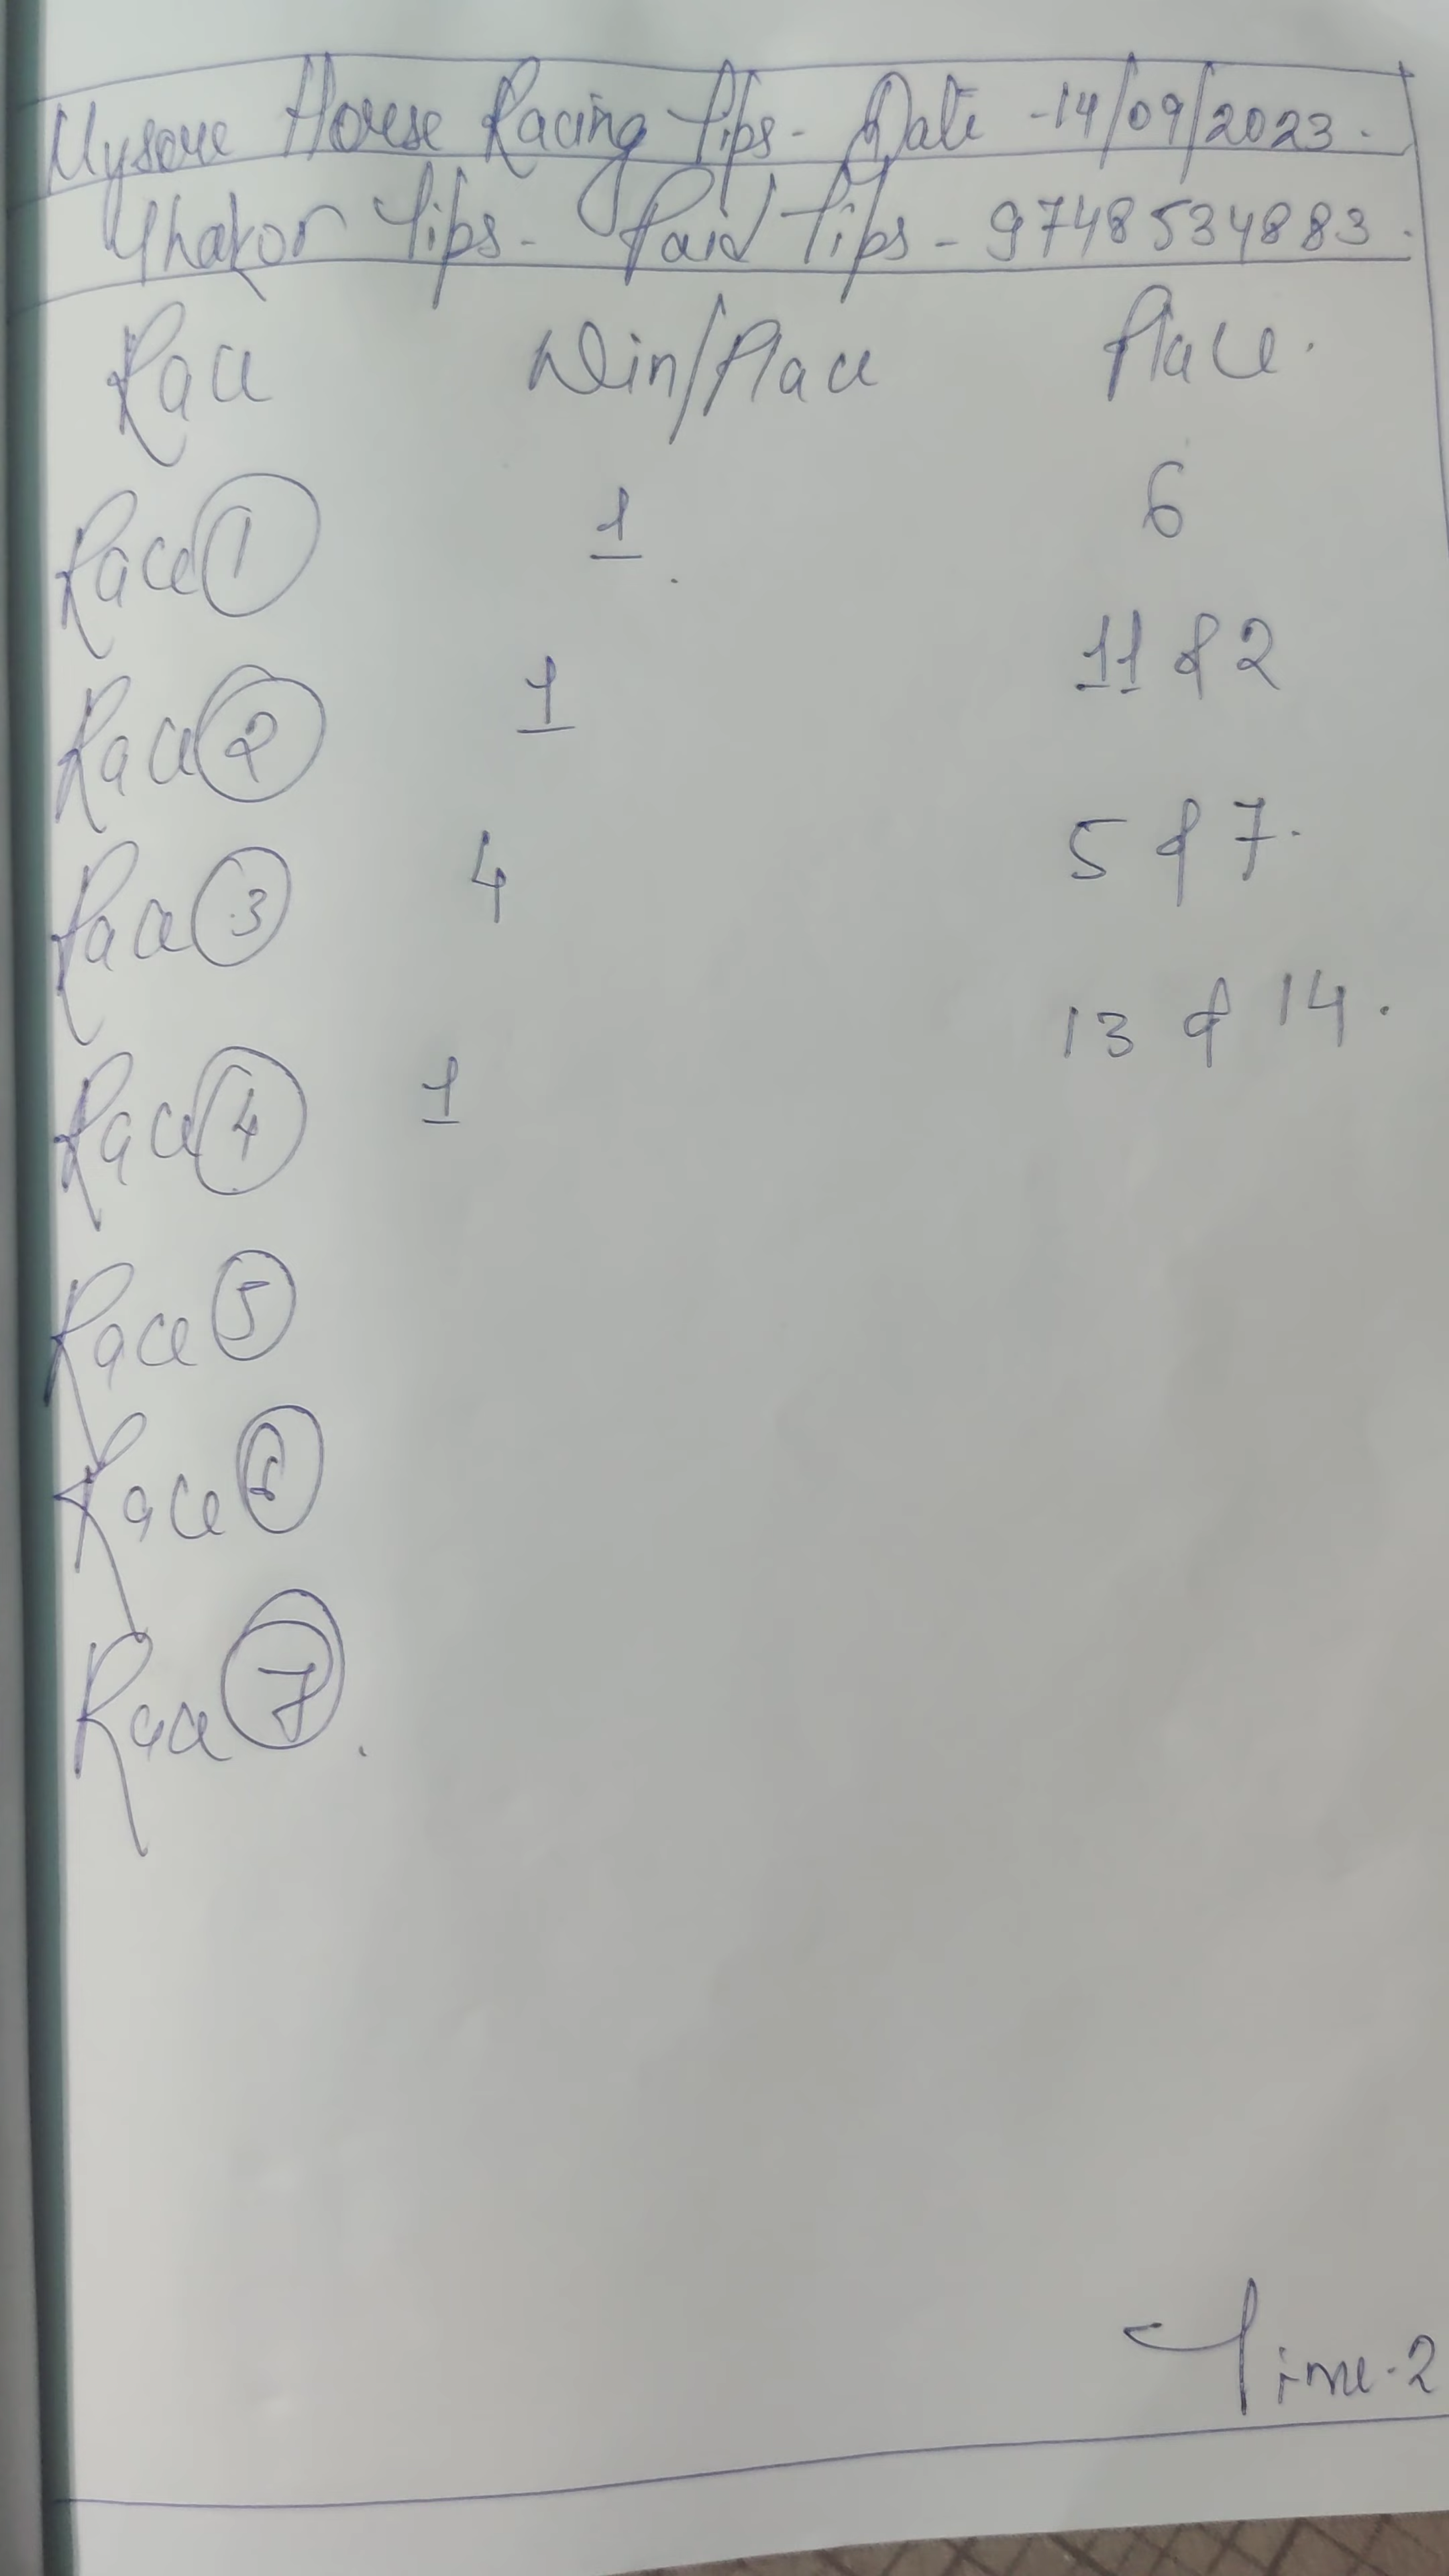 Mysore Horse Racing Tips - Date - 14/09/2023.
Thakor Tips - Paid Tips - 9748534883.
Race Win/Place Place.
Race 1 1. 6
Race 2 1 11 & 2
Race 3 4 5 & 7.
Race 4 1 13 & 14.
Race 5
Race 6
Race 7.
Time-2